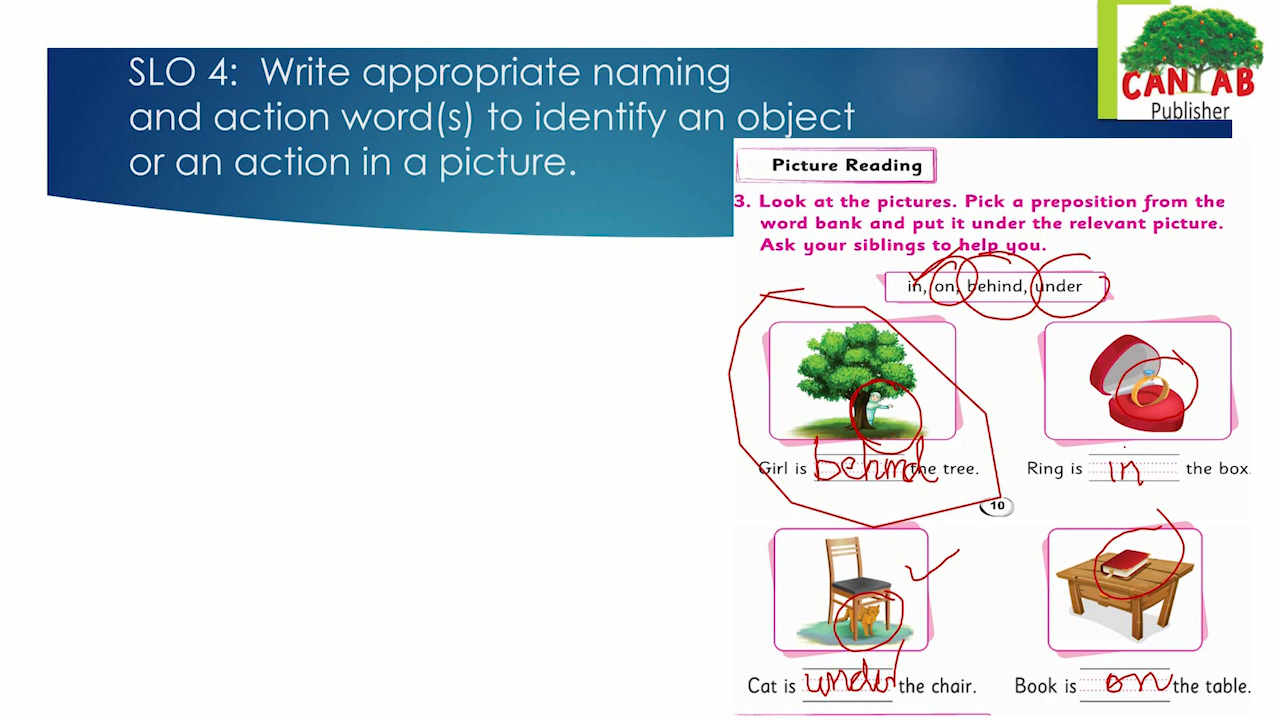 SLO 4: Write appropriate naming
and action word(s) to identify an object
or an action in a picture.
CANTAB
Publisher
Picture Reading
3. Look at the pictures. Pick a preposition from the
word bank and put it under the relevant picture.
Ask your siblings to help you.
in, on, behind, under
Girl is behind the tree.
Ring is in the box.
10
Cat is under the chair.
Book is on the table.